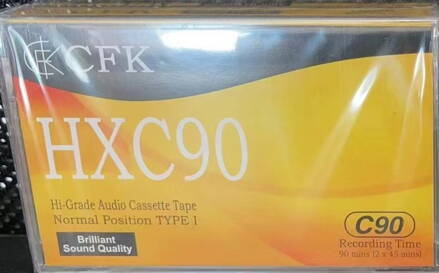 CFK CFK
HXC90
Hi-Grade Audio Cassette Tape
Normal Position TYPE I
Brilliant
Sound Quality
C90
Recording Time
90 mins (2 x 45 mins)